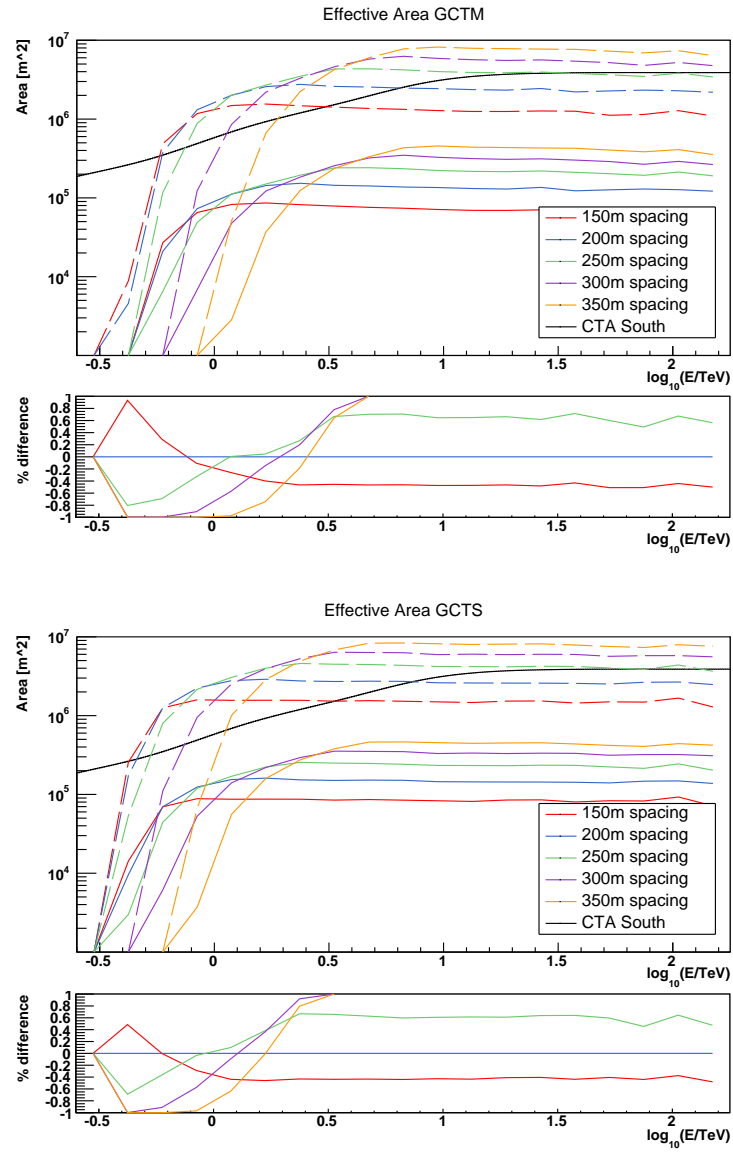 Effective Area GCTM
Area [m^2]
10^7
10^6
10^5
10^4
150m spacing
200m spacing
250m spacing
300m spacing
350m spacing
CTA South
-0.5 0 0.5 1 1.5 2
log_10(E/TeV)
% difference
1
0.8
0.6
0.4
0.2
0
-0.2
-0.4
-0.6
-0.8
-1
-0.5 0 0.5 1 1.5 2
log_10(E/TeV)
Effective Area GCTS
Area [m^2]
10^7
10^6
10^5
10^4
150m spacing
200m spacing
250m spacing
300m spacing
350m spacing
CTA South
-0.5 0 0.5 1 1.5 2
log_10(E/TeV)
% difference
1
0.8
0.6
0.4
0.2
0
-0.2
-0.4
-0.6
-0.8
-1
-0.5 0 0.5 1 1.5 2
log_10(E/TeV)